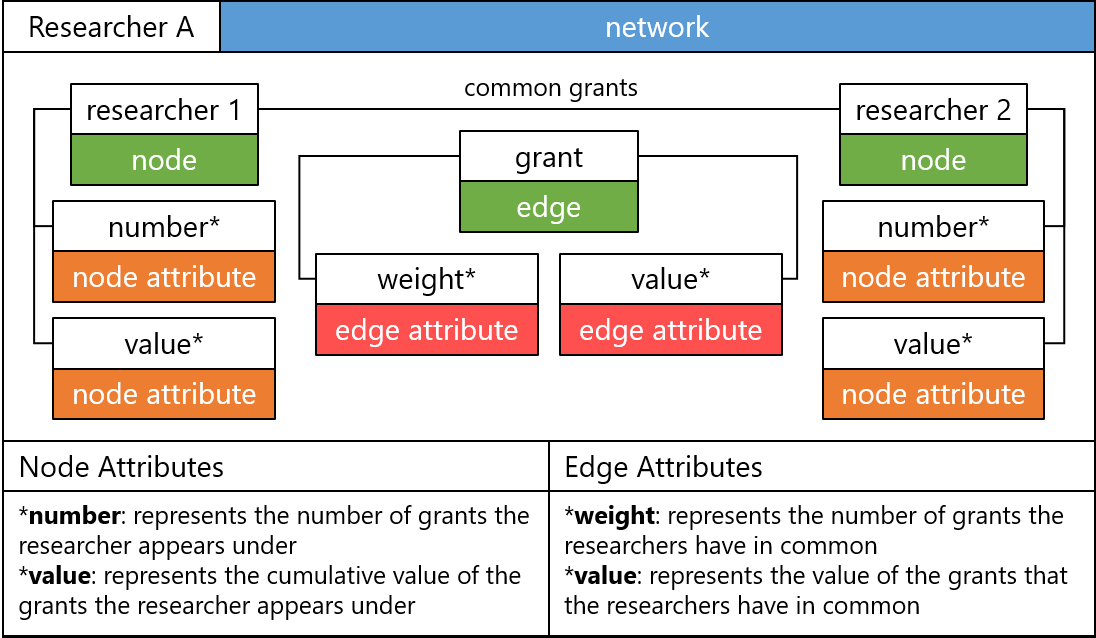 Researcher A
network
common grants
researcher 1
node
researcher 2
node
grant
edge
number*
node attribute
number*
node attribute
weight*
edge attribute
value*
edge attribute
value*
node attribute
value*
node attribute
Node Attributes
*number: represents the number of grants the
researcher appears under
*value: represents the cumulative value of the
grants the researcher appears under
Edge Attributes
*weight: represents the number of grants the
researchers have in common
*value: represents the value of the grants that
the researchers have in common